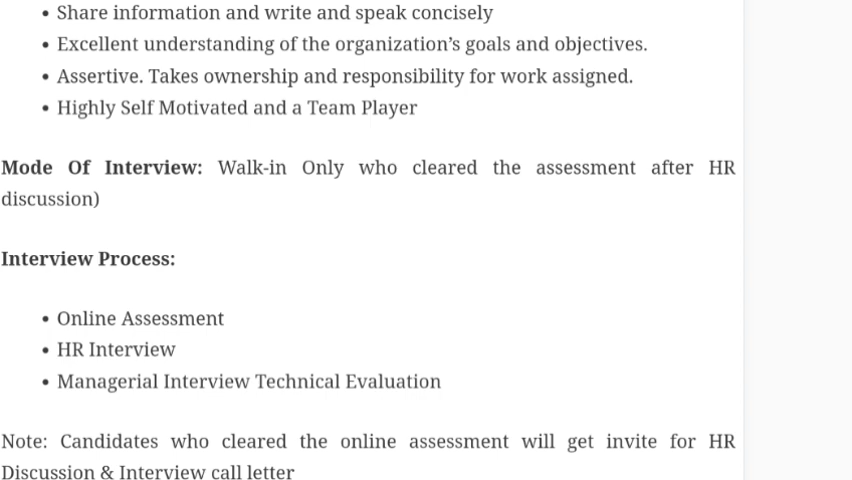 • Share information and write and speak concisely
• Excellent understanding of the organization’s goals and objectives.
• Assertive. Takes ownership and responsibility for work assigned.
• Highly Self Motivated and a Team Player
Mode Of Interview: Walk-in Only who cleared the assessment after HR
discussion)
Interview Process:
• Online Assessment
• HR Interview
• Managerial Interview Technical Evaluation
Note: Candidates who cleared the online assessment will get invite for HR
Discussion & Interview call letter